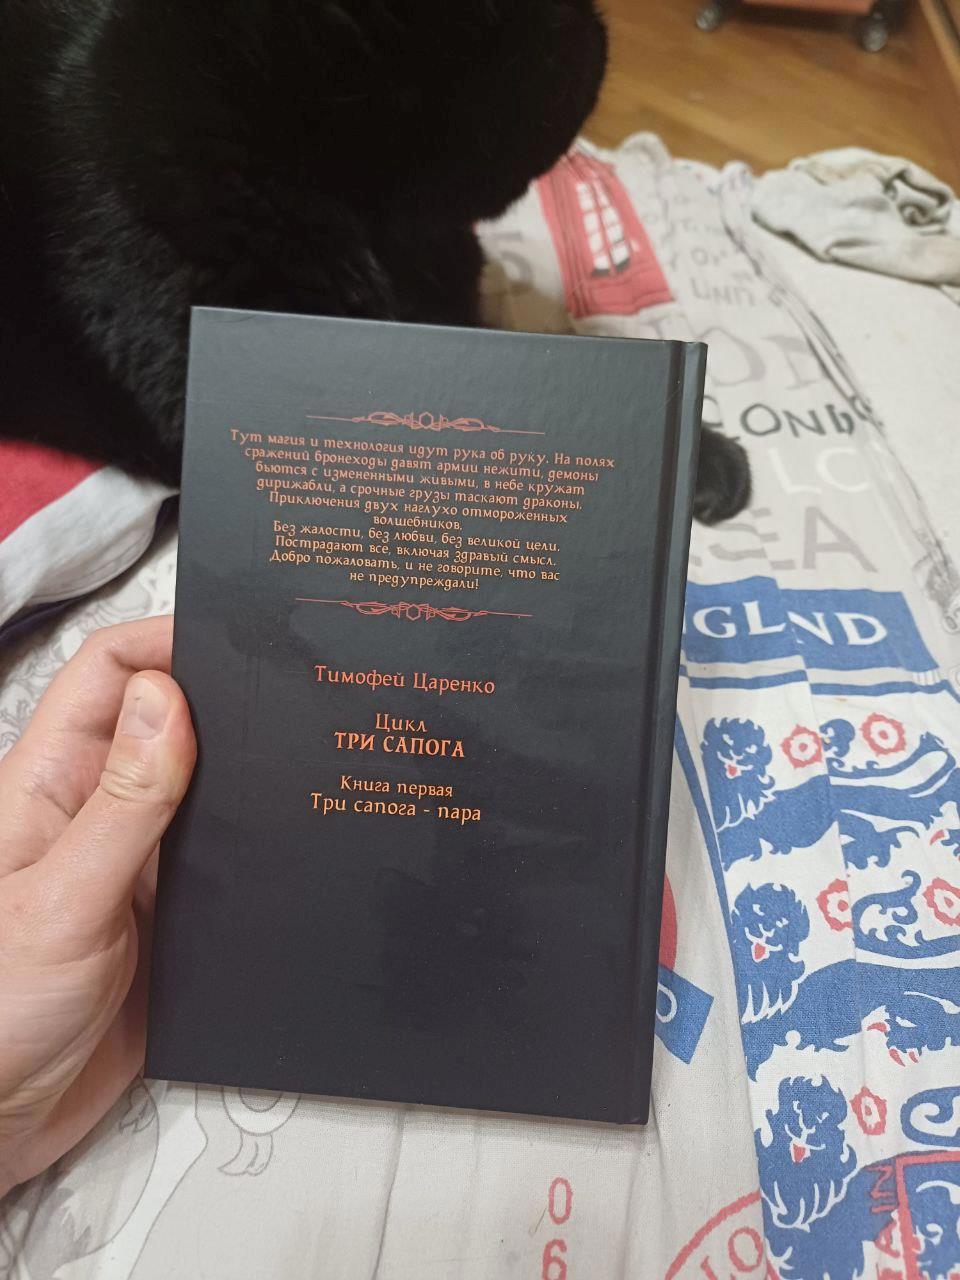 Тут магия и технология идут рука об руку. На полях
сражений бронеходы давят армии нежити, демоны
бьются с измененными живыми, в небе кружат
дирижабли, а срочные грузы таскают драконы.
Приключения двух наглухо отмороженных
волшебников.
Без жалости, без любви, без великой цели.
Пострадают все, включая здравый смысл.
Добро пожаловать, и не говорите, что вас
не предупреждали!
Тимофей Царенко
Цикл
ТРИ САПОГА
Книга первая
Три сапога - пара
LOND
NGLAND
06